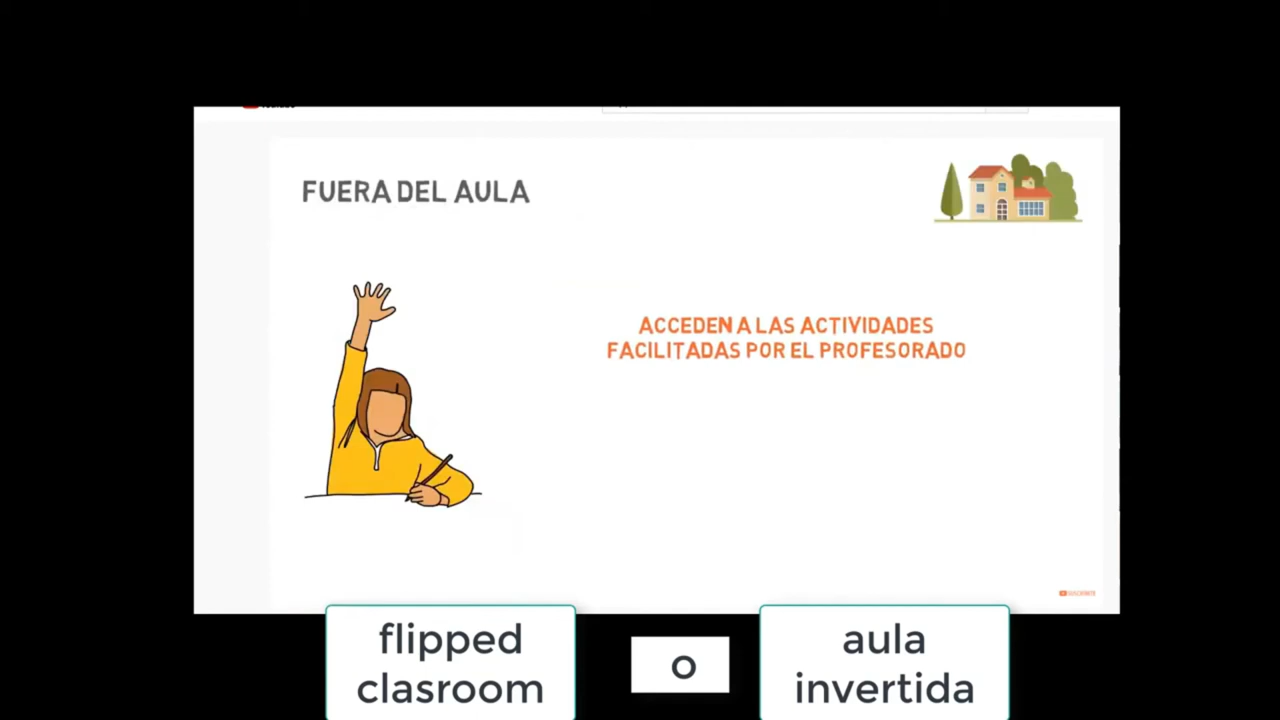 FUERA DEL AULA
ACCEDEN A LAS ACTIVIDADES
FACILITADAS POR EL PROFESORADO
flipped
clasroom
o
aula
invertida